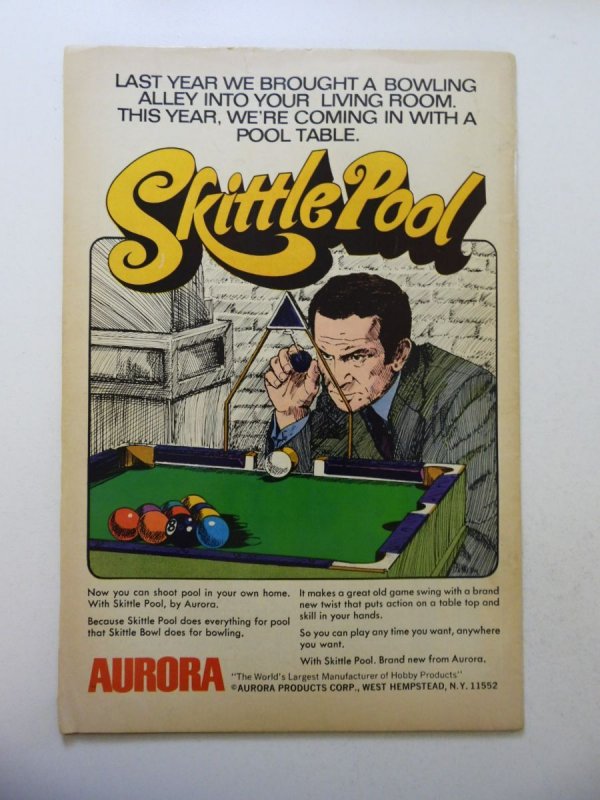 LAST YEAR WE BROUGHT A BOWLING
ALLEY INTO YOUR LIVING ROOM.
THIS YEAR, WE'RE COMING IN WITH A
POOL TABLE.
Skittle Pool
8
Now you can shoot pool in your own home.
With Skittle Pool, by Aurora.
Because Skittle Pool does everything for pool
that Skittle Bowl does for bowling.
It makes a great old game swing with a brand
new twist that puts action on a table top and
skill in your hands.
So you can play any time you want, anywhere
you want.
With Skittle Pool. Brand new from Aurora.
AURORA
"The World's Largest Manufacturer of Hobby Products"
©AURORA PRODUCTS CORP., WEST HEMPSTEAD, N.Y. 11552